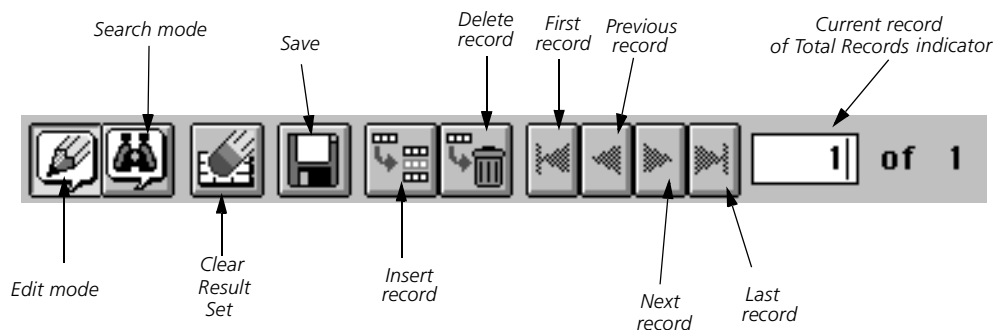 Search mode
Save
Delete
record
First
record
Previous
record
Current record
of Total Records indicator
1 of 1
Edit mode
Clear
Result
Set
Insert
record
Next
record
Last
record